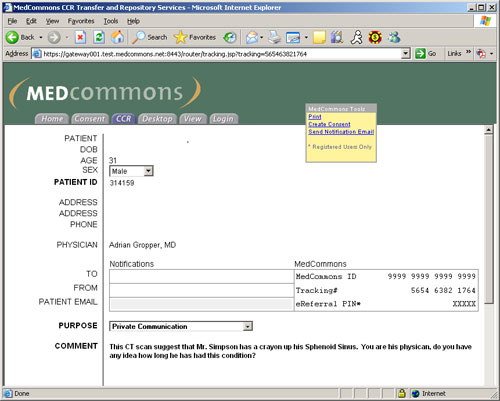 MedCommons CCR Transfer and Repository Services - Microsoft Internet Explorer
File Edit View Favorites Tools Help
Back Search Favorites
Address https://gateway001.test.medcommons.net:8443/router/tracking.jsp?tracking=565463821764 Go Links »
MEDcommons
Home Consent CCR Desktop View Login
MedCommons Tools
Print
Create Consent
Send Notification Email
* Registered Users Only
PATIENT
DOB
AGE 31
SEX Male
PATIENT ID 314159
ADDRESS
ADDRESS
PHONE
PHYSICIAN Adrian Gropper, MD
Notifications MedCommons
TO MedCommons ID 9999 9999 9999 9999
FROM Tracking# 5654 6382 1764
PATIENT EMAIL eReferral PIN* XXXXX
PURPOSE Private Communication
COMMENT This CT scan suggest that Mr. Simpson has a crayon up his Sphenoid Sinus. You are his physican, do you have
any idea how long he has had this condition?
Done Internet